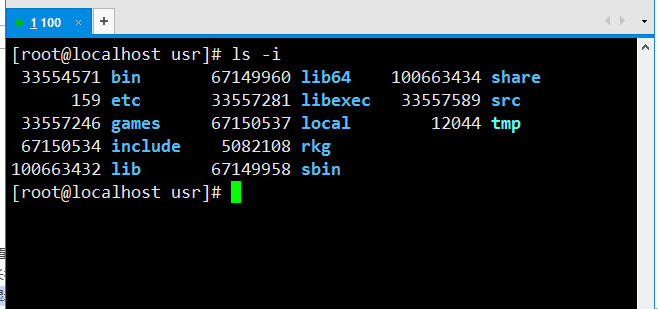 1 100 × +
[root@localhost usr]# ls -i
 33554571 bin       67149960 lib64    100663434 share
      159 etc       33557281 libexec   33557589 src
 33557246 games     67150537 local        12044 tmp
 67150534 include    5082108 rkg
100663432 lib       67149958 sbin
[root@localhost usr]#